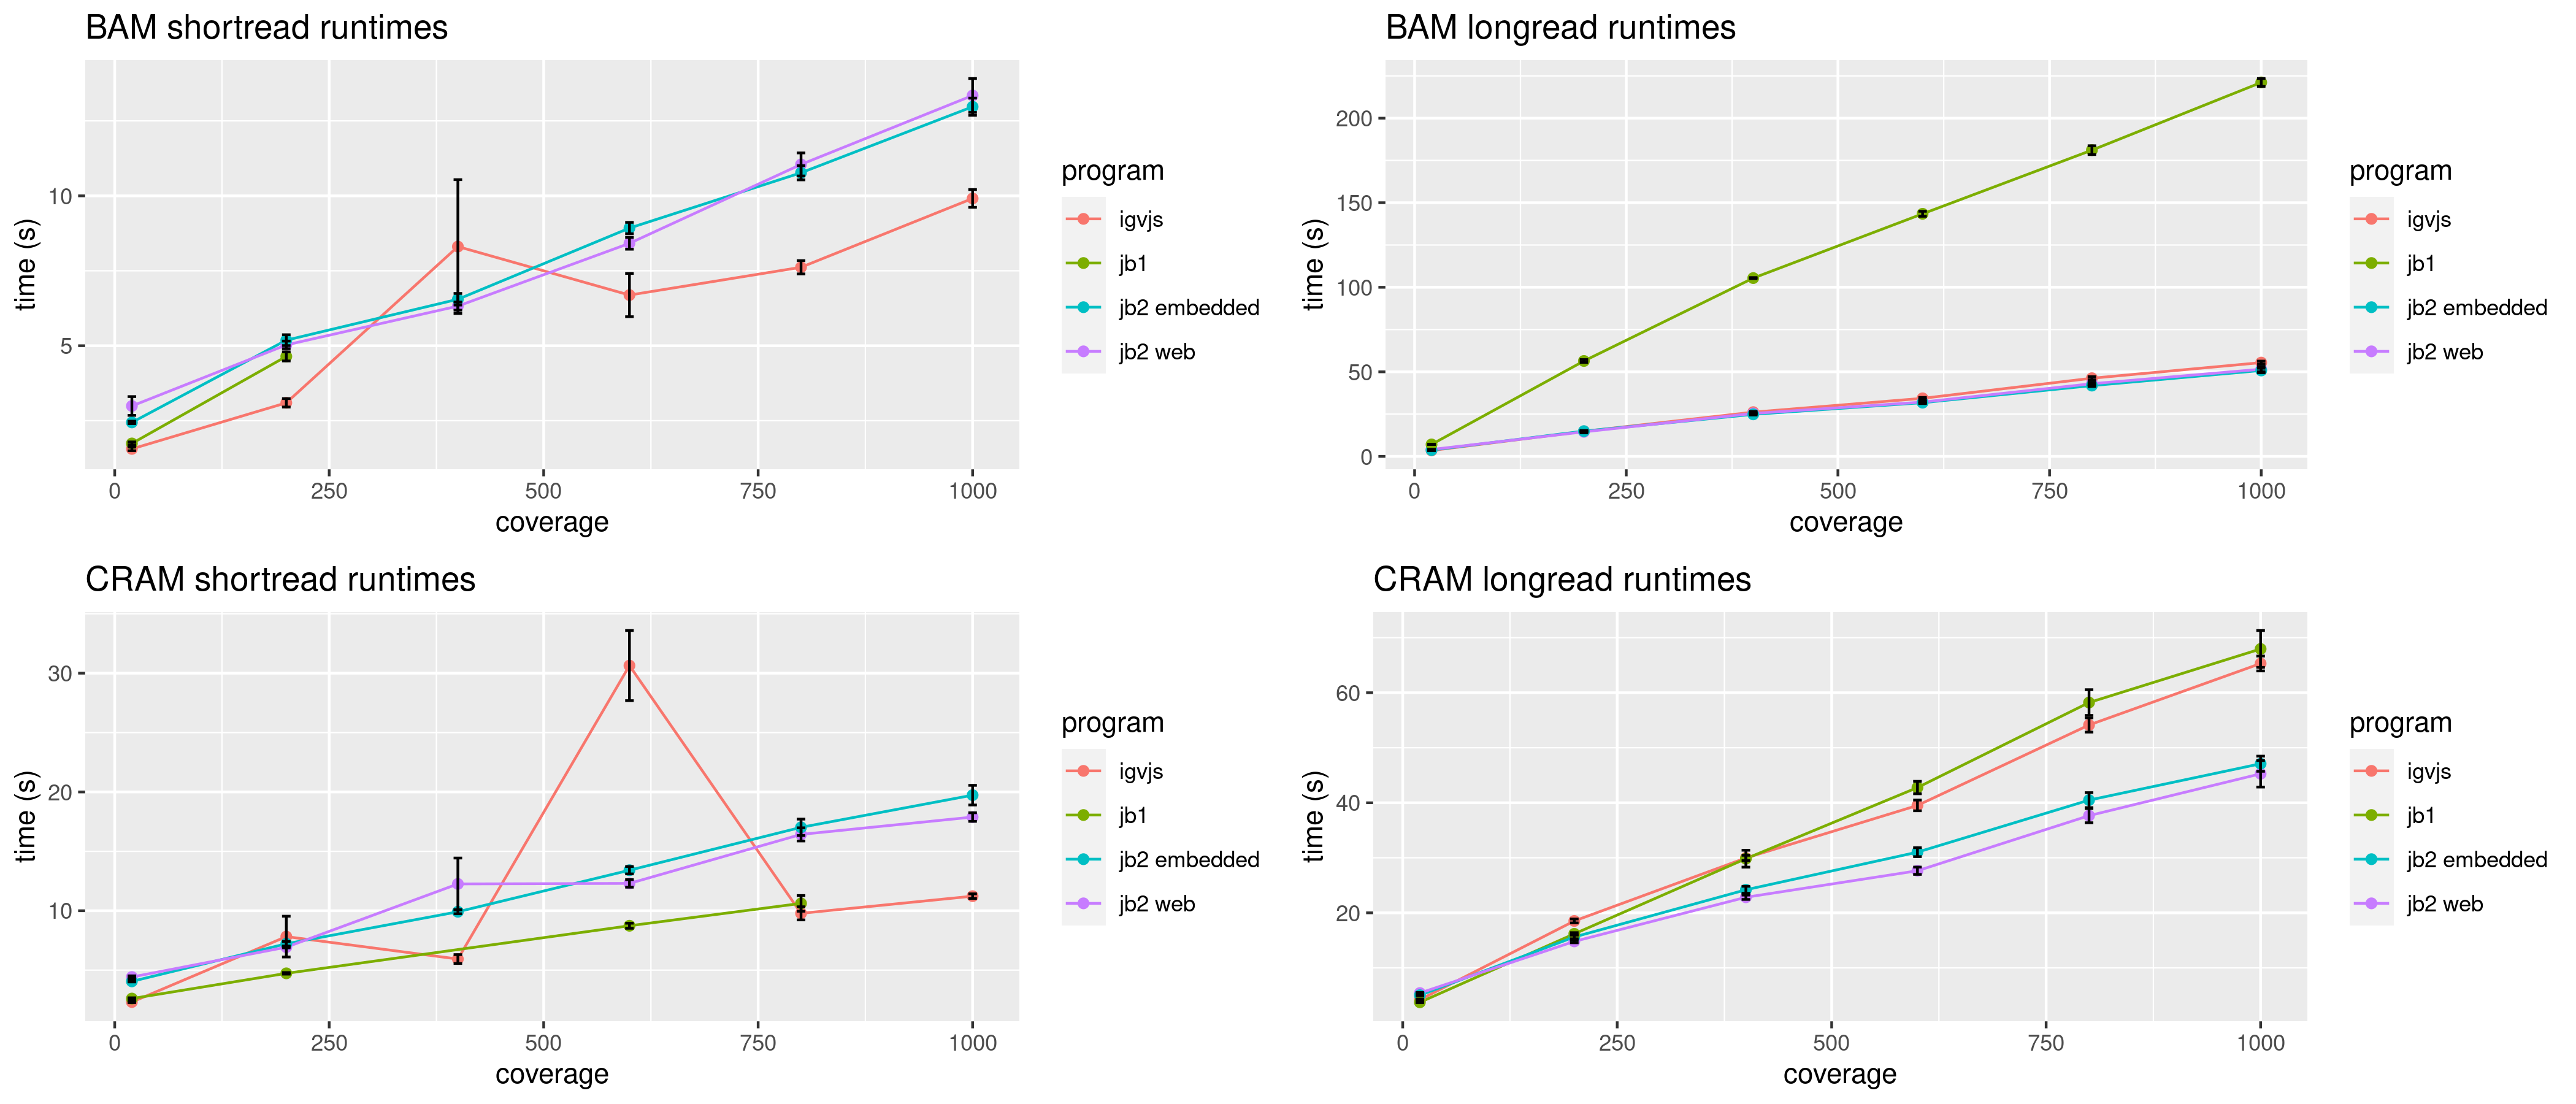 BAM shortread runtimes
10
5
time (s)
0 250 500 750 1000
coverage
program
igvjs
jb1
jb2 embedded
jb2 web
BAM longread runtimes
200
150
100
50
0
time (s)
0 250 500 750 1000
coverage
program
igvjs
jb1
jb2 embedded
jb2 web
CRAM shortread runtimes
30
20
10
time (s)
0 250 500 750 1000
coverage
program
igvjs
jb1
jb2 embedded
jb2 web
CRAM longread runtimes
60
40
20
time (s)
0 250 500 750 1000
coverage
program
igvjs
jb1
jb2 embedded
jb2 web